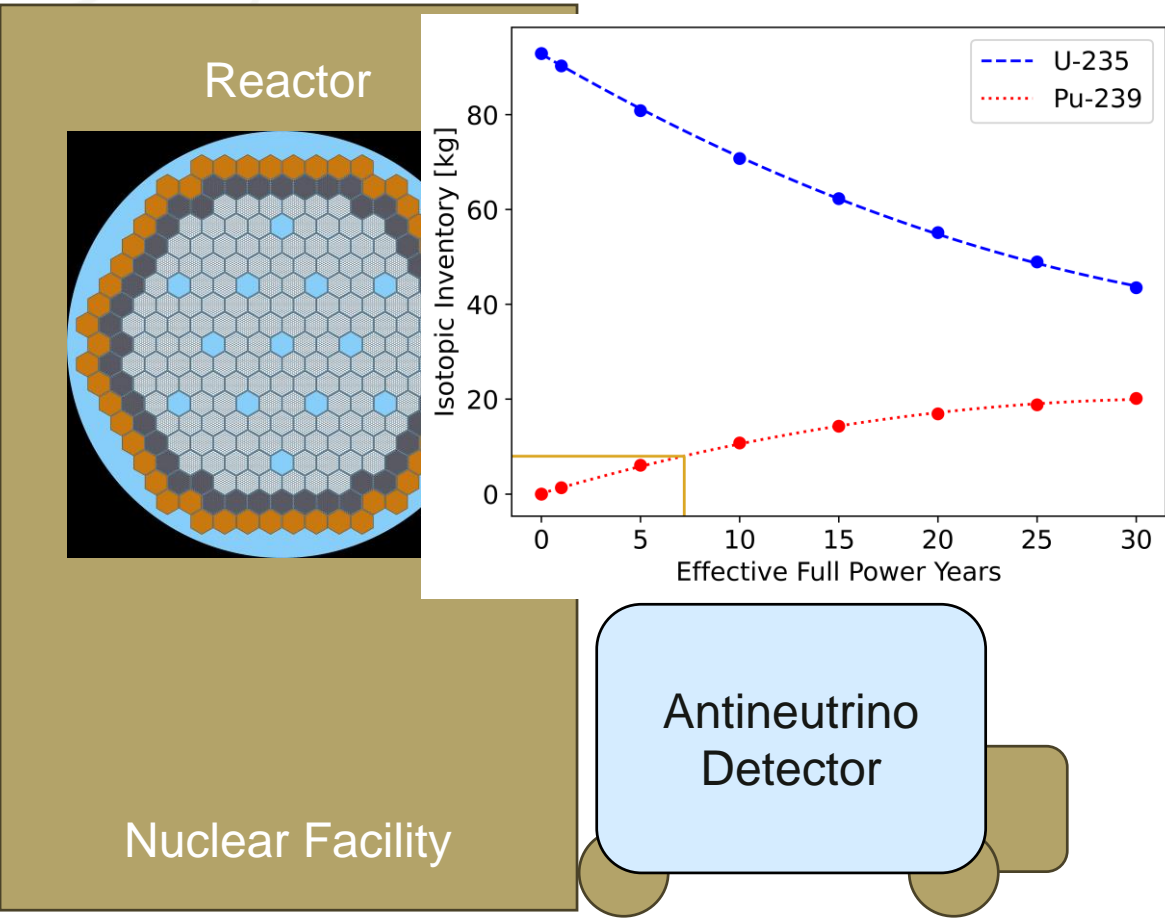 Reactor
Isotopic Inventory [kg]
80
60
40
20
0
U-235
Pu-239
0 5 10 15 20 25 30
Effective Full Power Years
Antineutrino
Detector
Nuclear Facility